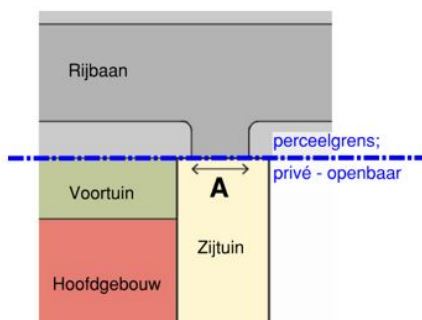 Rijbaan
perceelgrens;
privé - openbaar
Voortuin
A
Zijtuin
Hoofdgebouw